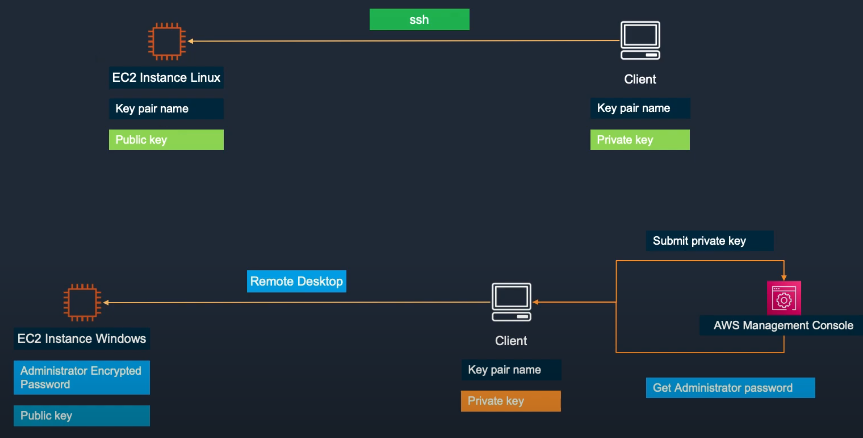 ssh
EC2 Instance Linux
Client
Key pair name
Key pair name
Public key
Private key
Submit private key
Remote Desktop
EC2 Instance Windows
Client
AWS Management Console
Administrator Encrypted
Password
Key pair name
Get Administrator password
Public key
Private key